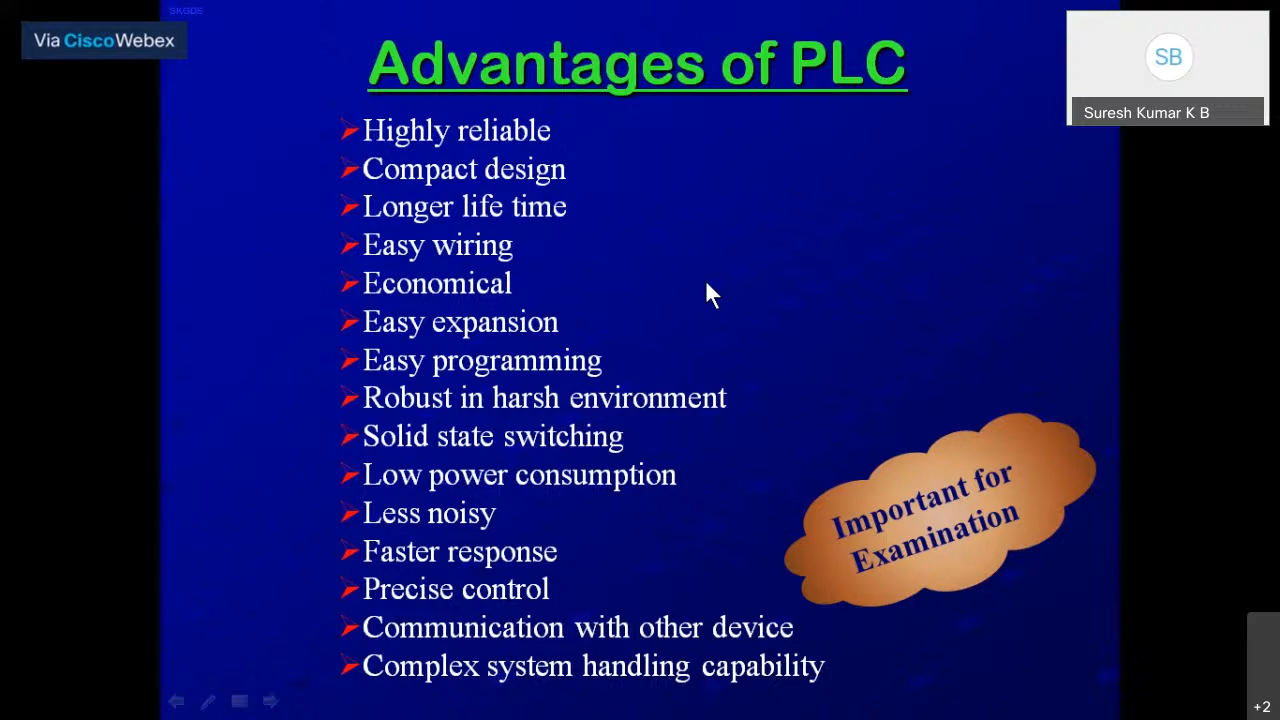 SKGDE
Via CiscoWebex
Advantages of PLC
SB
Suresh Kumar K B
Highly reliable
Compact design
Longer life time
Easy wiring
Economical
Easy expansion
Easy programming
Robust in harsh environment
Solid state switching
Low power consumption
Less noisy
Faster response
Precise control
Communication with other device
Complex system handling capability
Important for
Examination
+2